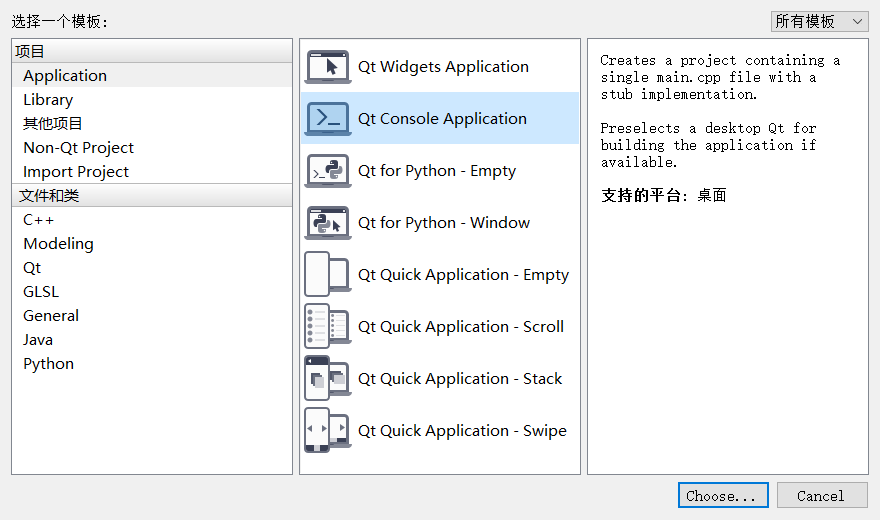 选择一个模板：
所有模板
项目
Application
Library
其他项目
Non-Qt Project
Import Project
文件和类
C++
Modeling
Qt
GLSL
General
Java
Python
Qt Widgets Application
Qt Console Application
Qt for Python - Empty
Qt for Python - Window
Qt Quick Application - Empty
Qt Quick Application - Scroll
Qt Quick Application - Stack
Qt Quick Application - Swipe
Creates a project containing a
single main.cpp file with a
stub implementation.
Preselects a desktop Qt for
building the application if
available.
支持的平台：桌面
Choose...
Cancel